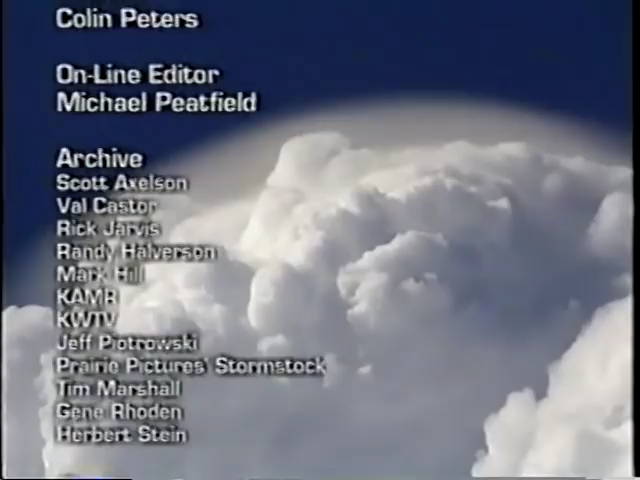 Colin Peters
On-Line Editor
Michael Peatfield
Archive
Scott Axelson
Val Castor
Rick Jarvis
Randy Halverson
Mark Hill
KAMR
KWTV
Jeff Piotrowski
Prairie Pictures' Stormstock
Tim Marshall
Gene Rhoden
Herbert Stein